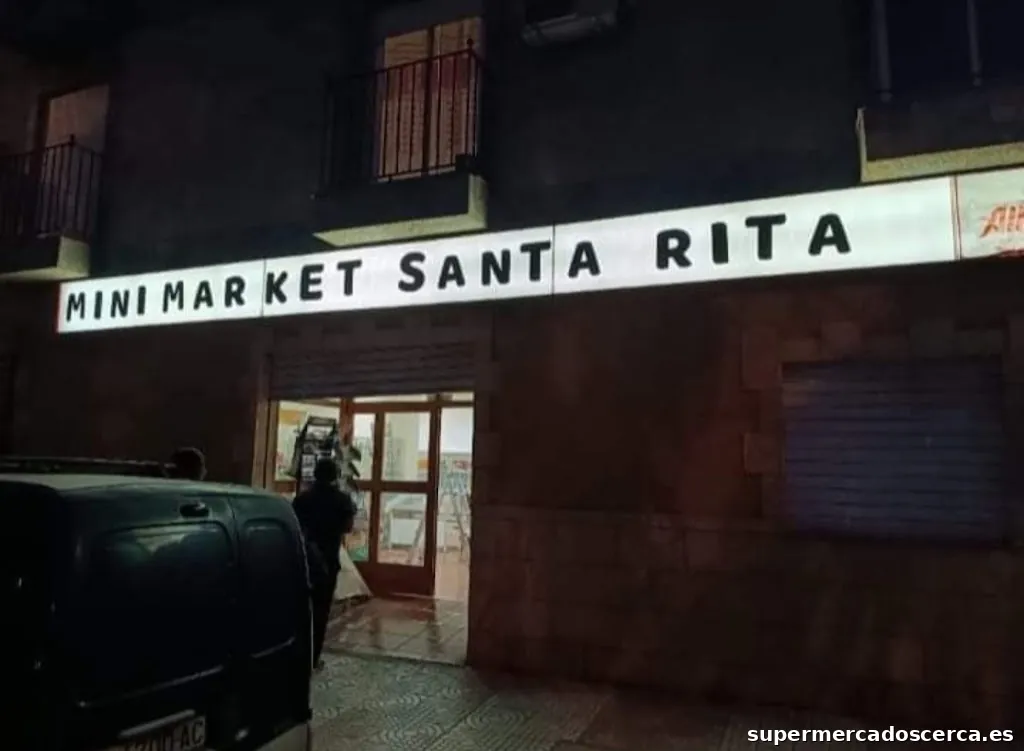 MINI MARKET SANTA RITA
supermercadoscerca.es